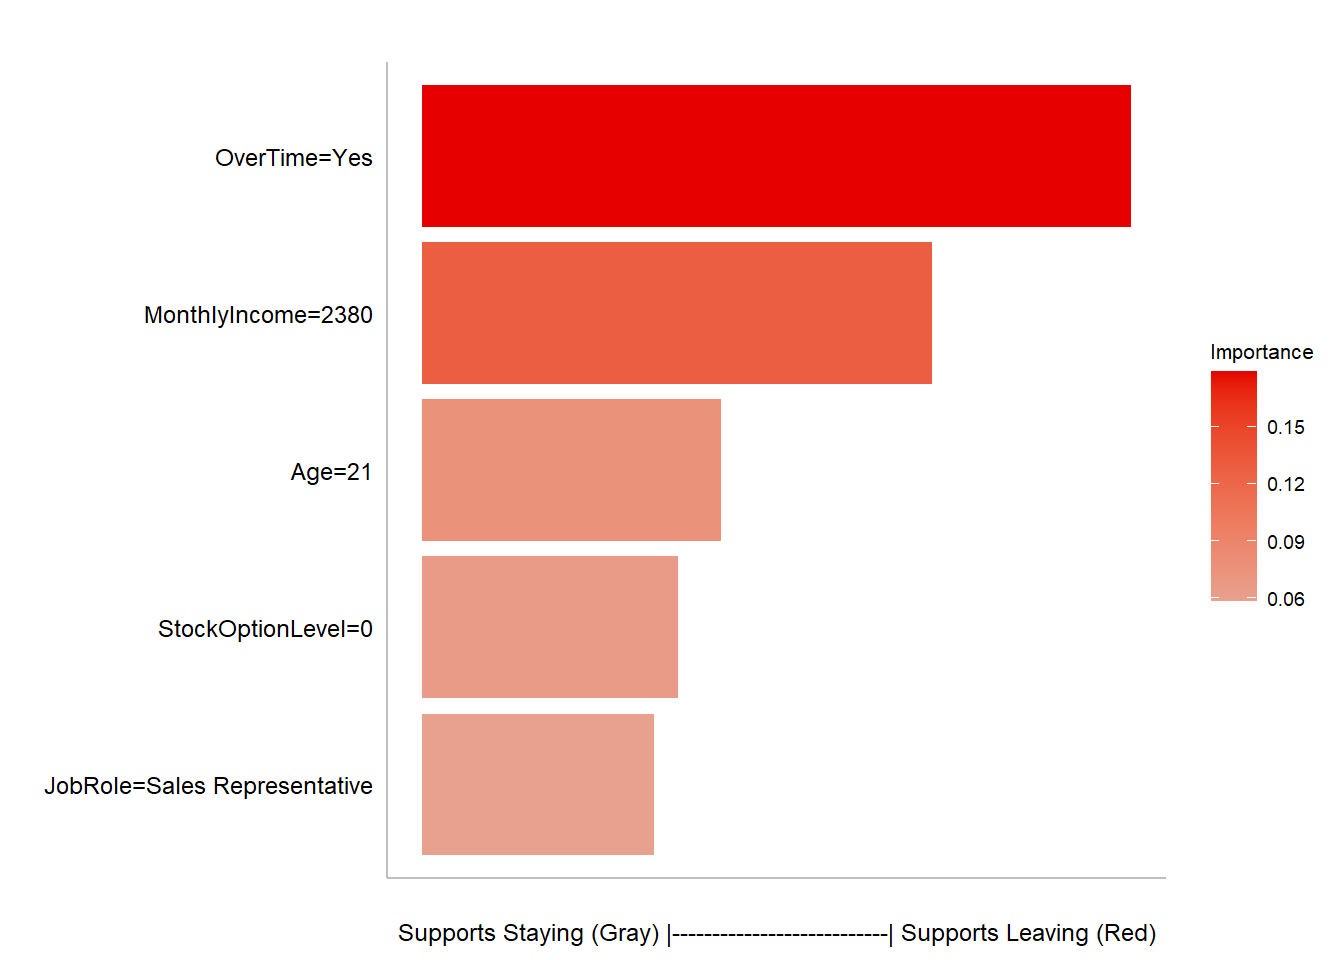 OverTime=Yes
MonthlyIncome=2380
Age=21
StockOptionLevel=0
JobRole=Sales Representative
Importance
0.15
0.12
0.09
0.06
Supports Staying (Gray) |---------------------------| Supports Leaving (Red)